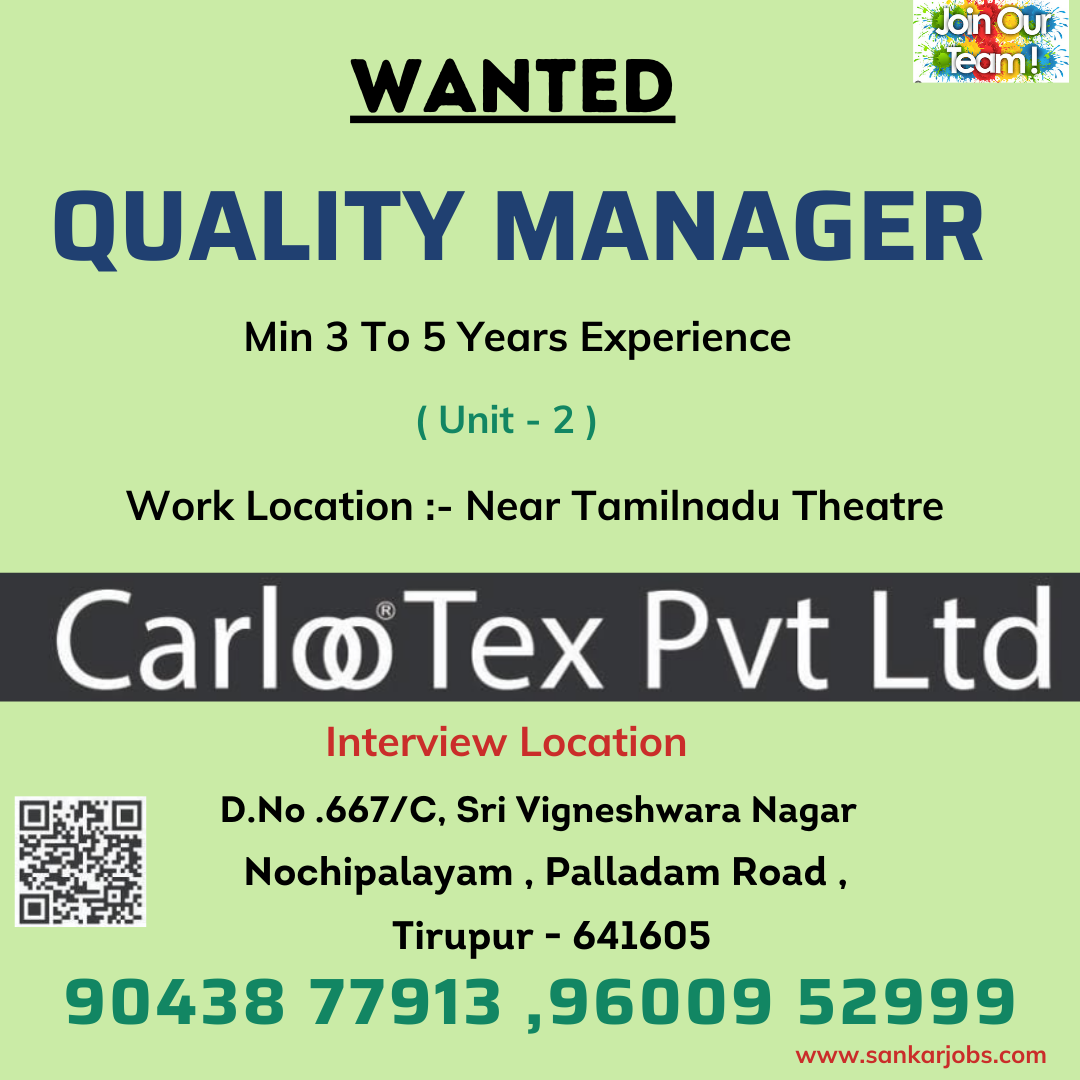 Join Our
Team !
WANTED
QUALITY MANAGER
Min 3 To 5 Years Experience
( Unit - 2 )
Work Location :- Near Tamilnadu Theatre
Carloo® Tex Pvt Ltd
Interview Location
D.No .667/C, Sri Vigneshwara Nagar
Nochipalayam , Palladam Road ,
Tirupur - 641605
90438 77913 ,96009 52999
www.sankarjobs.com